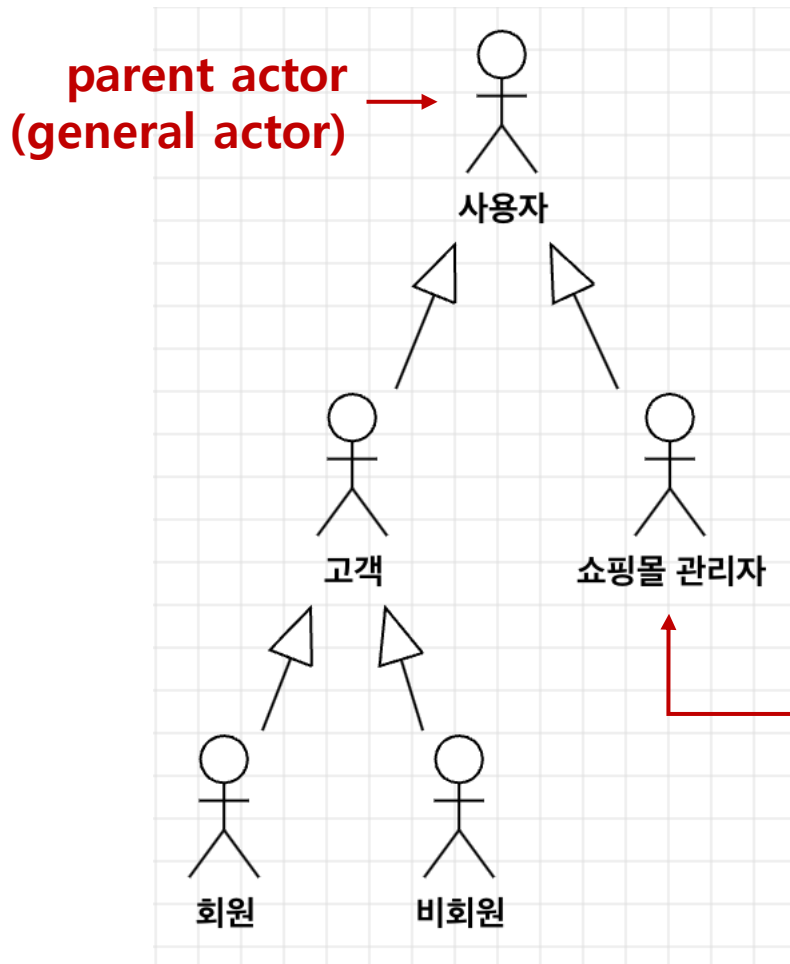 parent actor
(general actor)
사용자
고객
쇼핑몰 관리자
회원
비회원